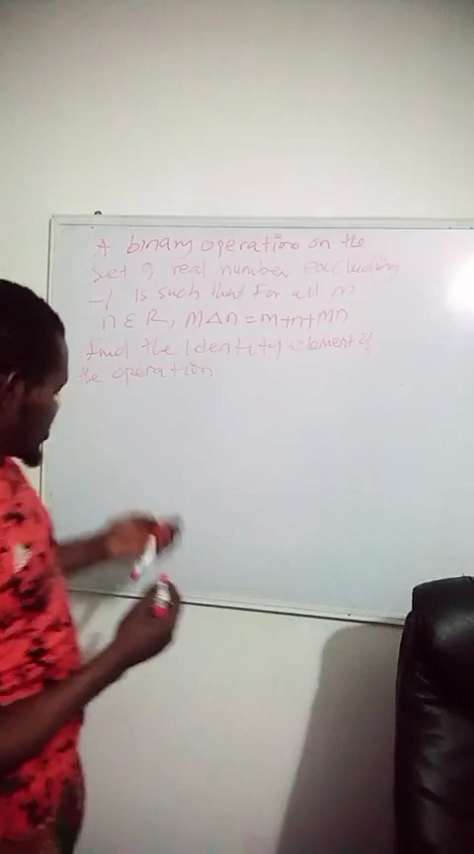 A binary operation on the
set of real number excluding
-1 is such that for all m
n ε R, M Δ n = m+n+mn
find the Identity element of
the operation